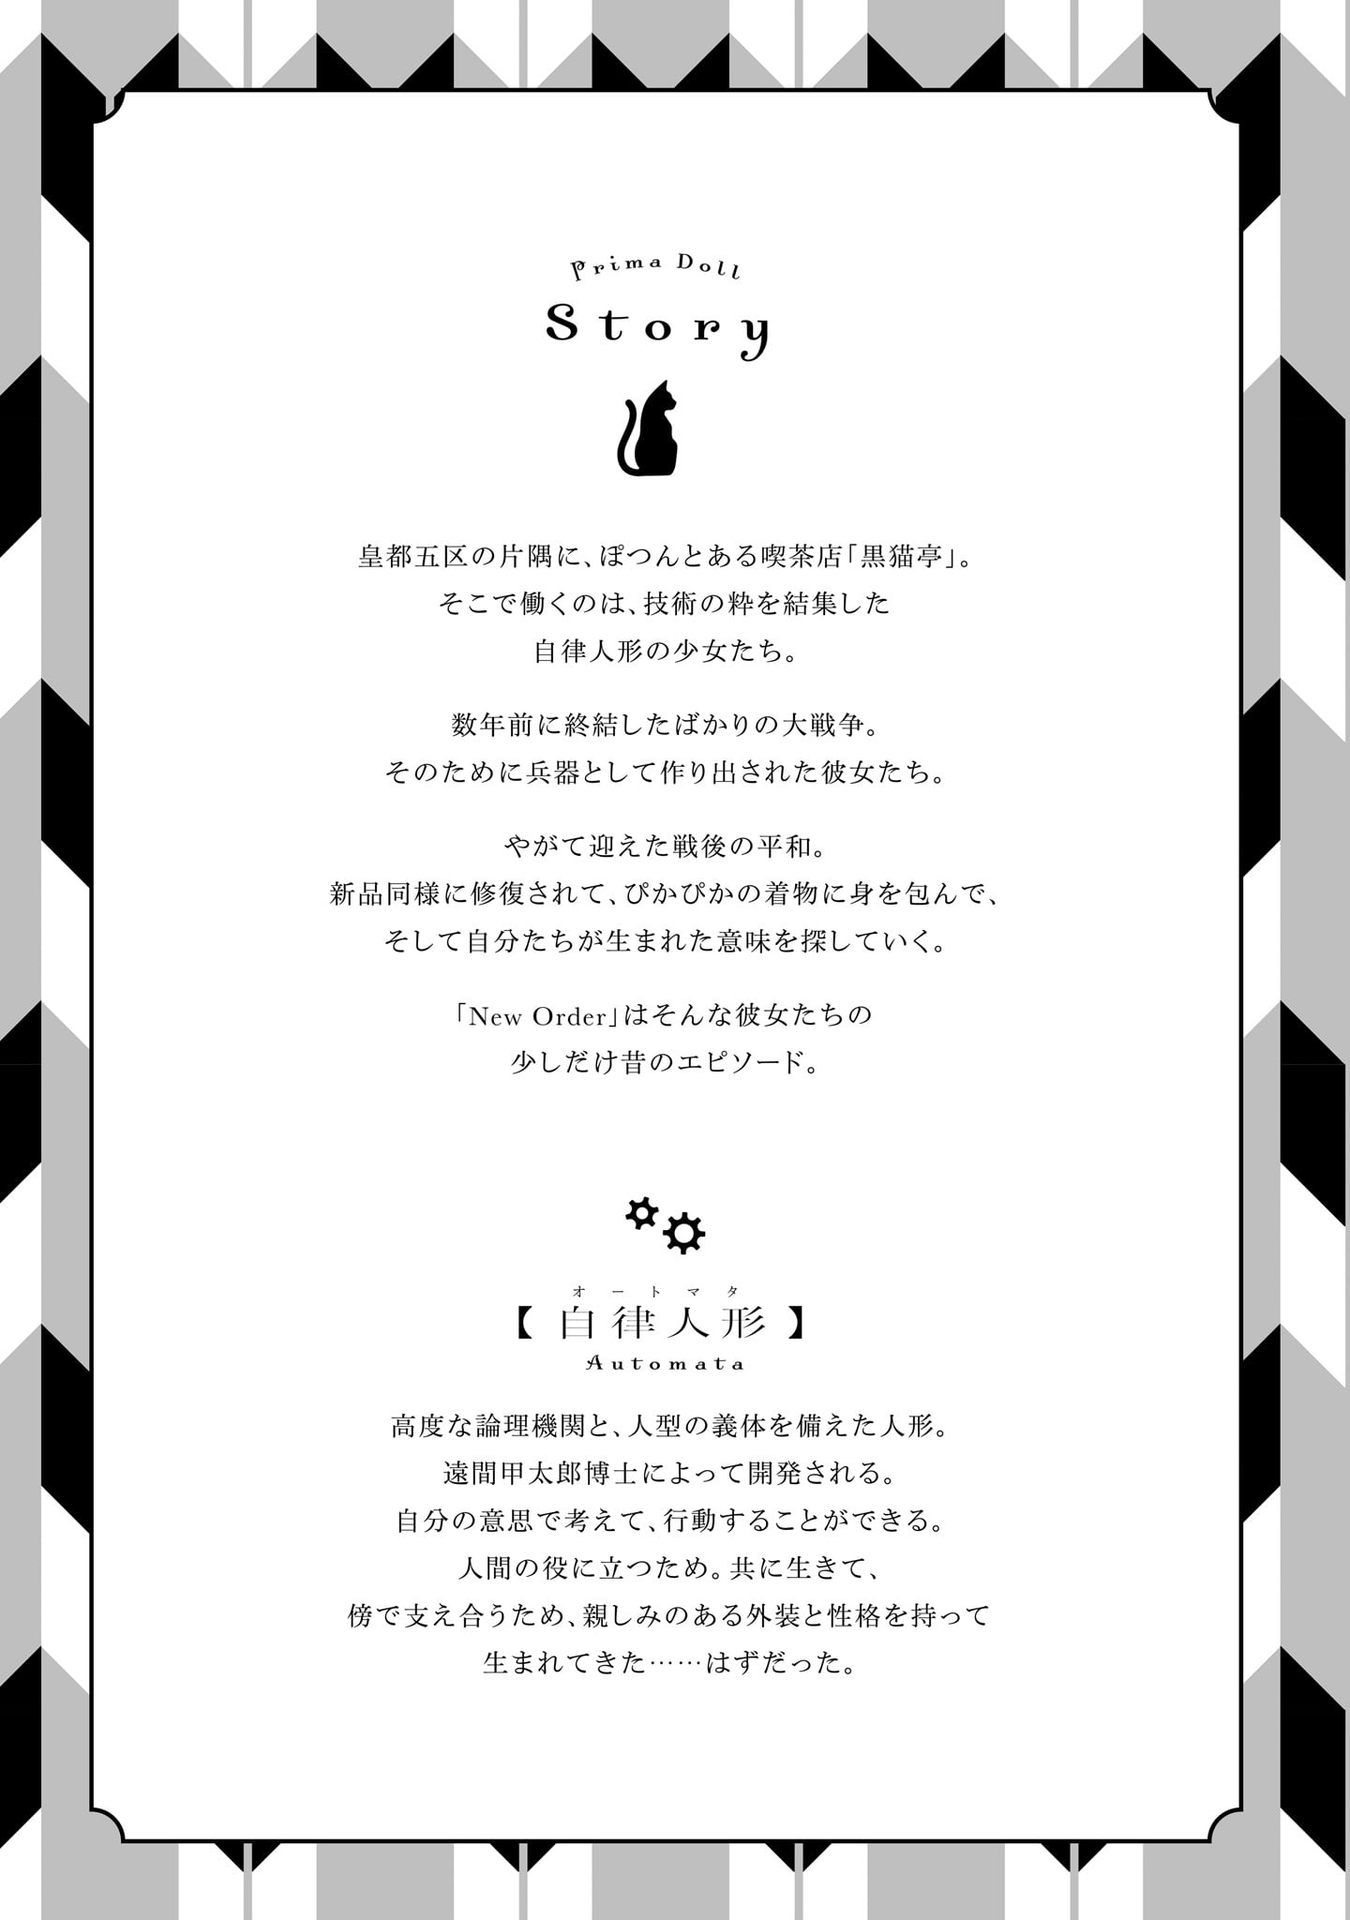 Prima Doll
Story
皇都五区の片隅に、ぽつんとある喫茶店「黒猫亭」。
そこで働くのは、技術の粋を結集した
自律人形の少女たち。
数年前に終結したばかりの大戦争。
そのために兵器として作り出された彼女たち。
やがて迎えた戦後の平和。
新品同様に修復されて、ぴかぴかの着物に身を包んで、
そして自分たちが生まれた意味を探していく。
「New Order」はそんな彼女たちの
少しだけ昔のエピソード。
オートマタ
【自律人形】
Automata
高度な論理機関と、人型の義体を備えた人形。
遠間甲太郎博士によって開発される。
自分の意思で考えて、行動することができる。
人間の役に立つため。共に生きて、
傍で支え合うため、親しみのある外装と性格を持って
生まれてきた……はずだった。